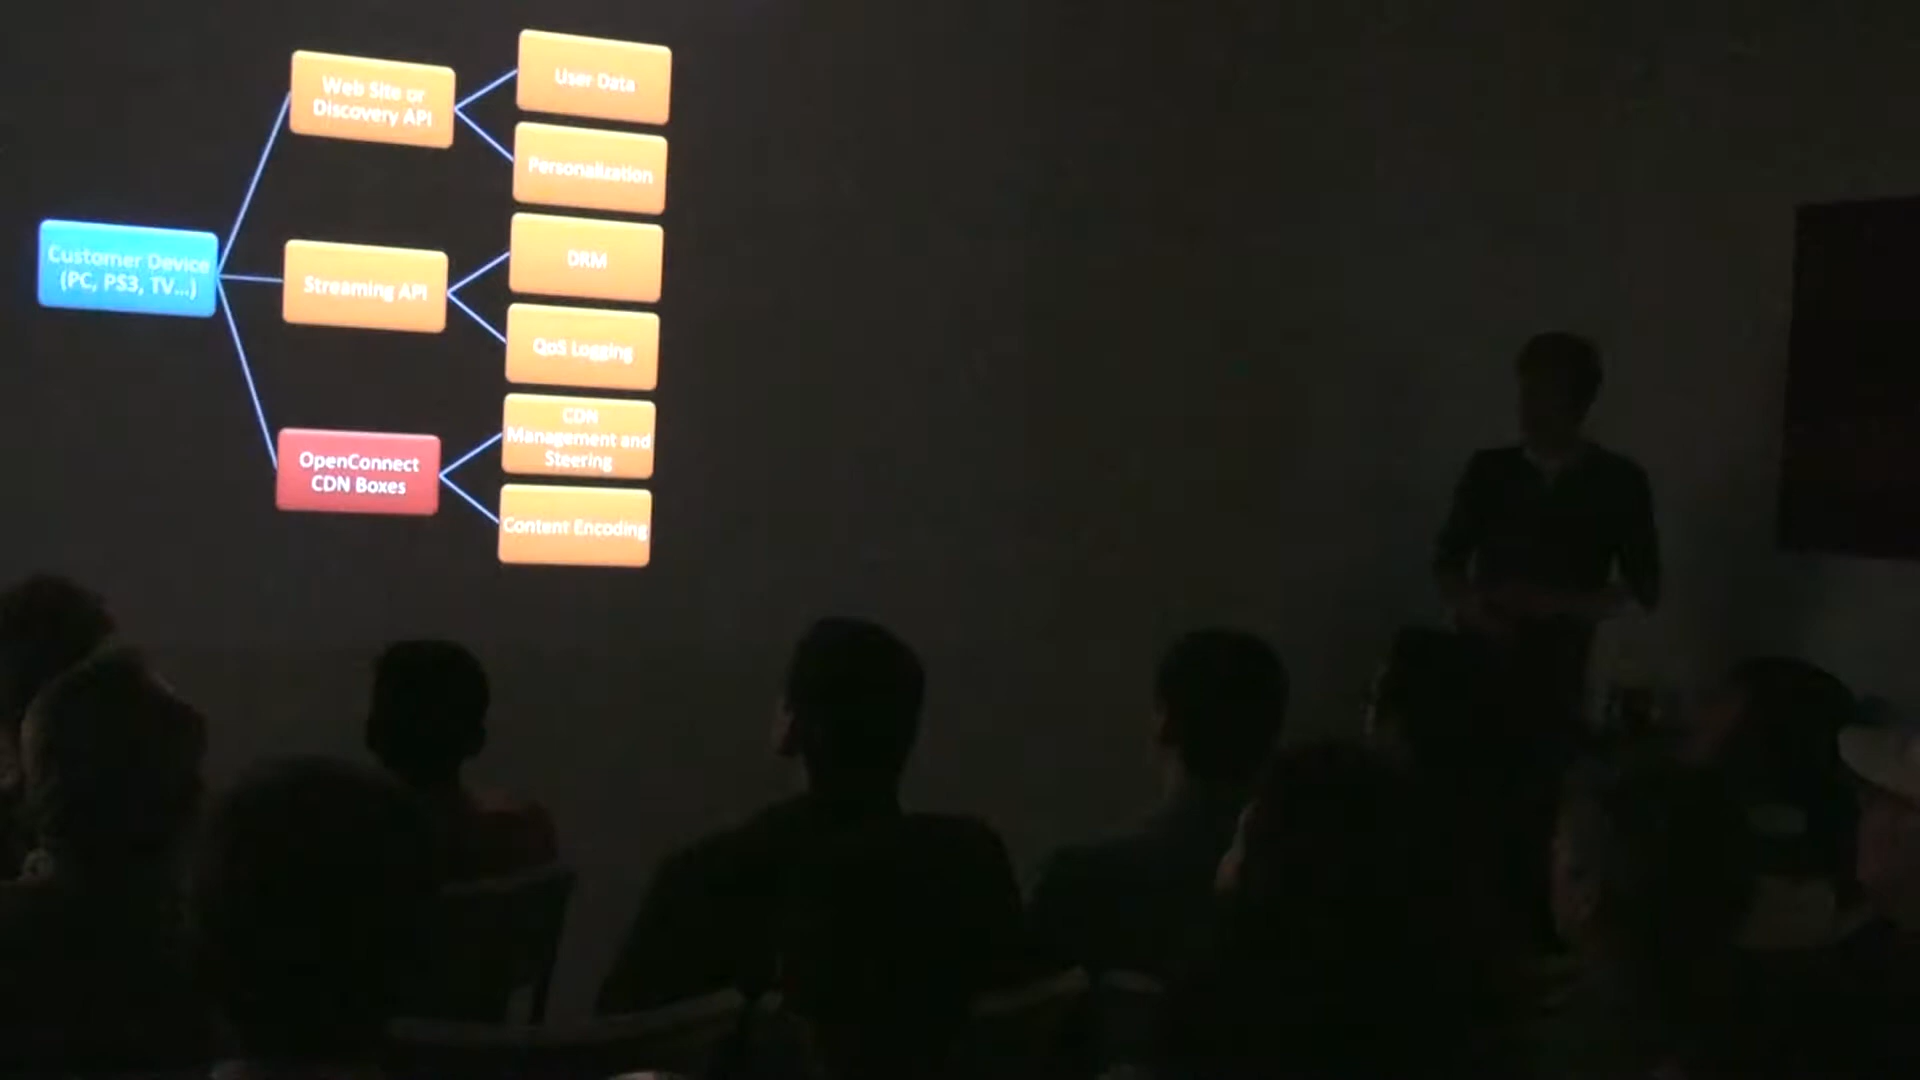 User Data
Web Site or
Discovery API
Personalization
Customer Device
(PC, PS3, TV...)
Streaming API
DRM
QoS Logging
OpenConnect
CDN Boxes
CDN
Management and
Steering
Content Encoding